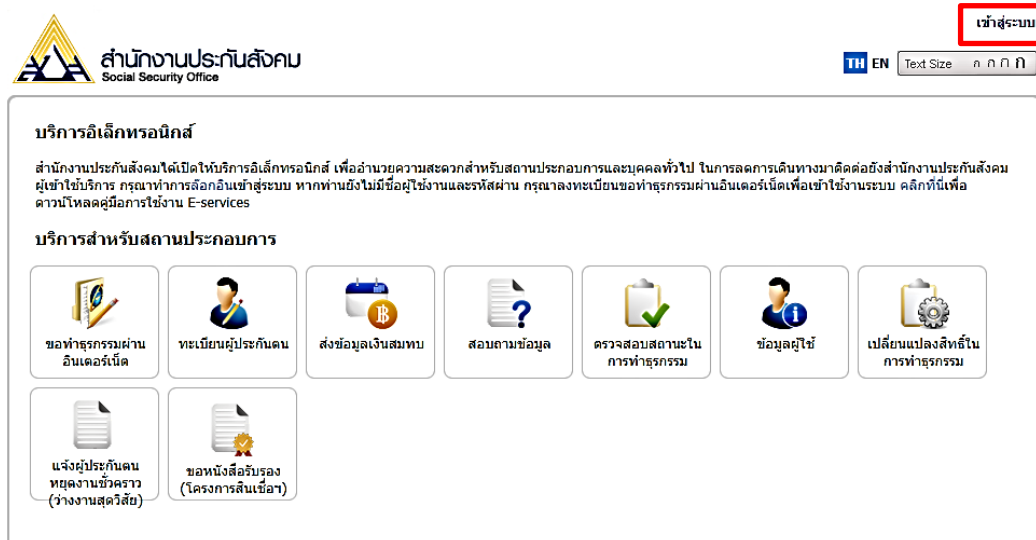 เข้าสู่ระบบ
สำนักงานประกันสังคม
Social Security Office
TH EN Text Size ก ก ก ก
บริการอิเล็กทรอนิกส์
สำนักงานประกันสังคมได้เปิดให้บริการอิเล็กทรอนิกส์ เพื่ออำนวยความสะดวกสำหรับสถานประกอบการและบุคคลทั่วไป ในการลดการเดินทางมาติดต่อยังสำนักงานประกันสังคม
ผู้เข้าใช้บริการ กรุณาทำการล๊อกอินเข้าสู่ระบบ หากท่านยังไม่มีชื่อผู้ใช้งานและรหัสผ่าน กรุณาลงทะเบียนขอทำธุรกรรมผ่านอินเตอร์เน็ตเพื่อเข้าใช้งานระบบ คลิกที่นี่เพื่อ
ดาวน์โหลดคู่มือการใช้งาน E-services
บริการสำหรับสถานประกอบการ
ขอทำธุรกรรมผ่าน
อินเตอร์เน็ต
ทะเบียนผู้ประกันตน
ส่งข้อมูลเงินสมทบ
สอบถามข้อมูล
ตรวจสอบสถานะใน
การทำธุรกรรม
ข้อมูลผู้ใช้
เปลี่ยนแปลงสิทธิ์ใน
การทำธุรกรรม
แจ้งผู้ประกันตน
หยุดงานชั่วคราว
(ว่างงานสุดวิสัย)
ขอหนังสือรับรอง
(โครงการสินเชื่อฯ)